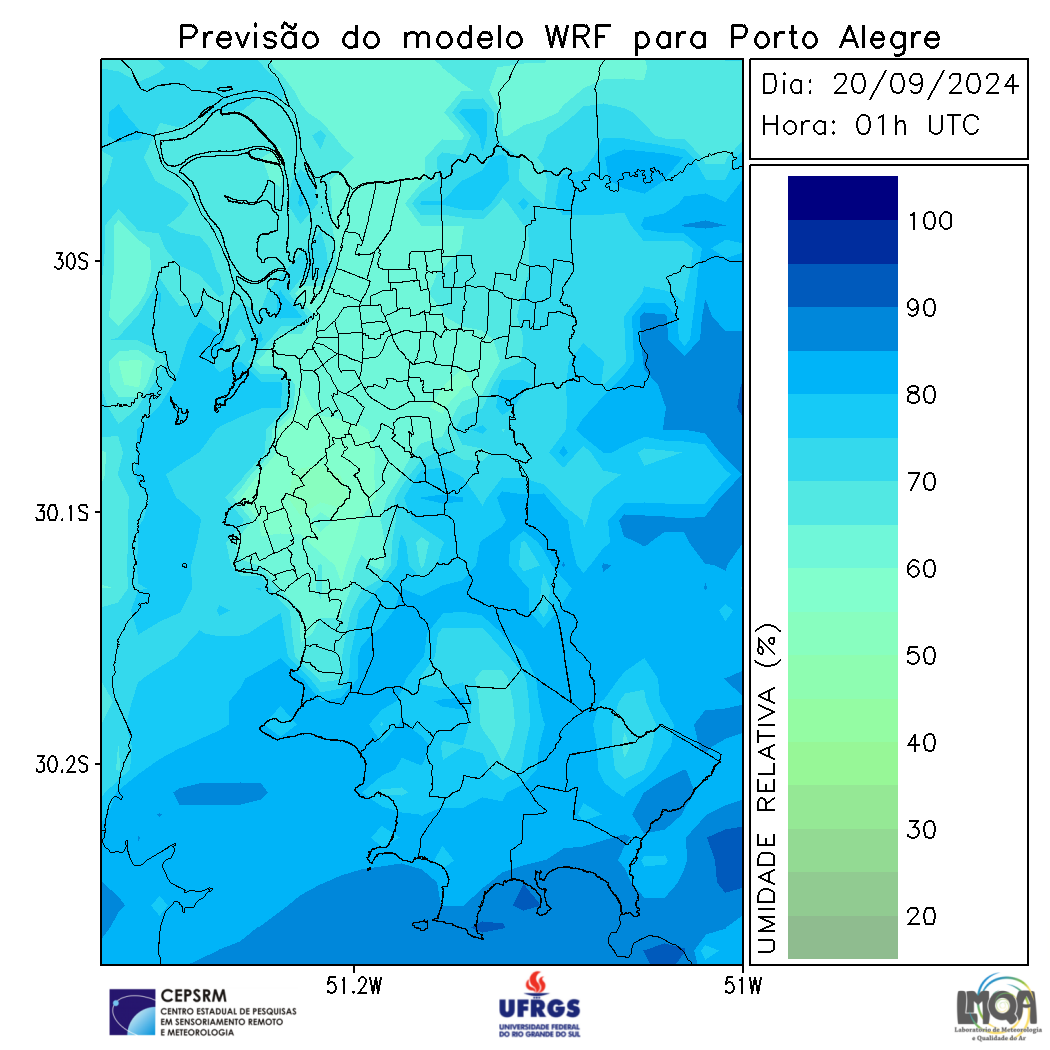 Previsão do modelo WRF para Porto Alegre
Dia: 20/09/2024
Hora: 01h UTC
100
90
80
70
60
50
40
30
20
UMIDADE RELATIVA (%)
30S
30.1S
30.2S
51.2W
51W
CEPSRM
CENTRO ESTADUAL DE PESQUISAS
EM SENSORIAMENTO REMOTO
E METEOROLOGIA
UFRGS
UNIVERSIDADE FEDERAL
DO RIO GRANDE DO SUL
LMQA
Laboratório de Meteorologia
e Qualidade do Ar